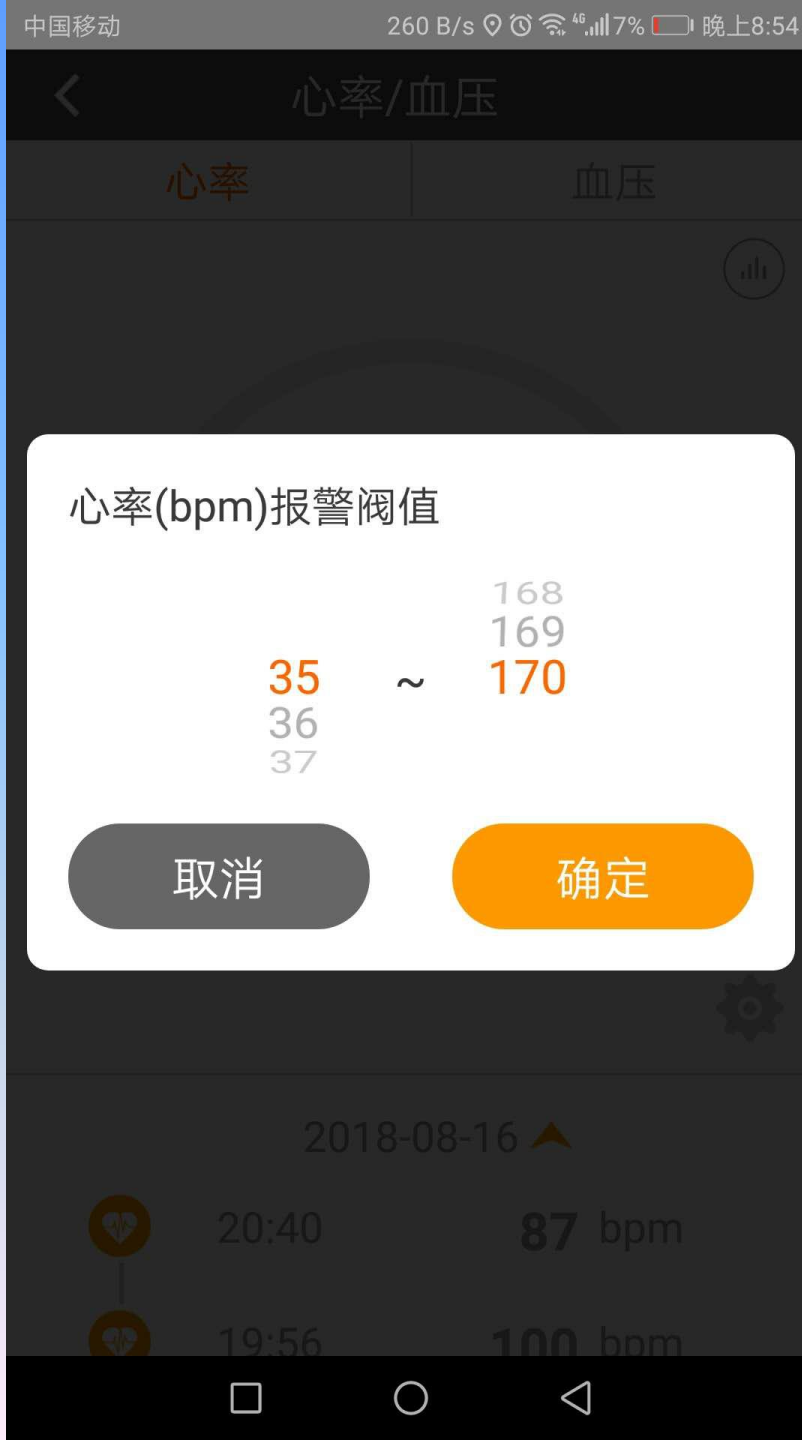 中国移动 260 B/s 4G 7% 晚上8:54
心率/血压
心率 血压
心率(bpm)报警阀值
168
169
35 ~ 170
36
37
取消 确定
2018-08-16
20:40 87 bpm
19:56 100 bpm